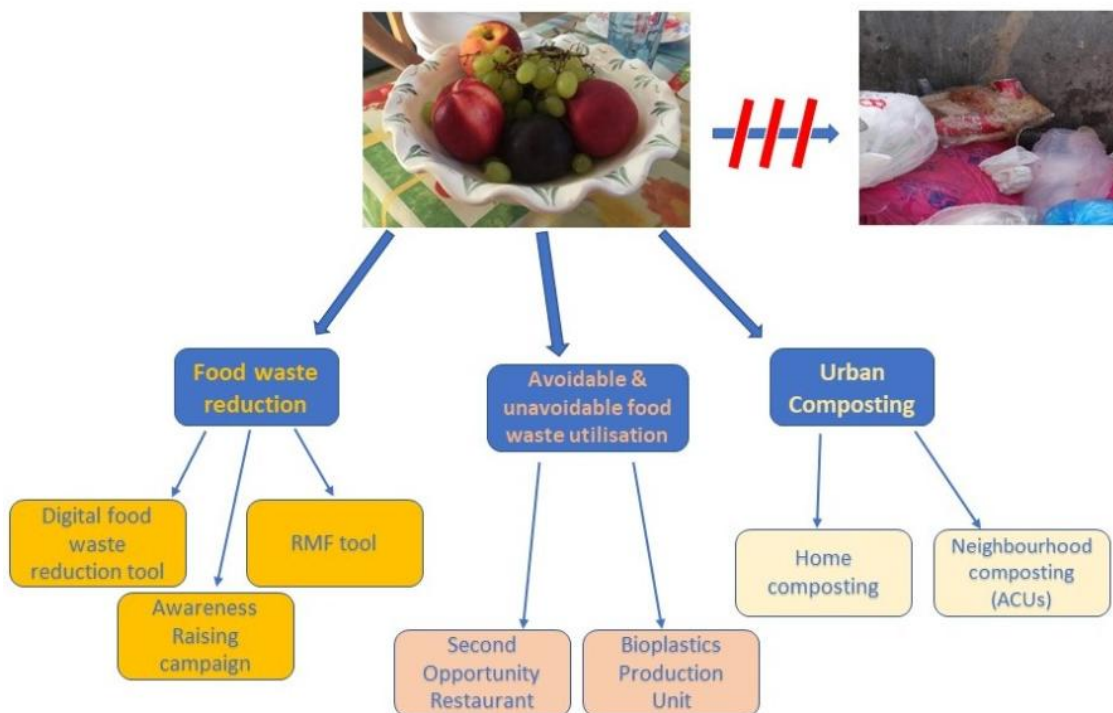 Food waste
reduction
Avoidable &
unavoidable food
waste utilisation
Urban
Composting
Digital food
waste
reduction tool
RMF tool
Awareness
Raising
campaign
Second
Opportunity
Restaurant
Bioplastics
Production
Unit
Home
composting
Neighbourhood
composting
(ACUs)